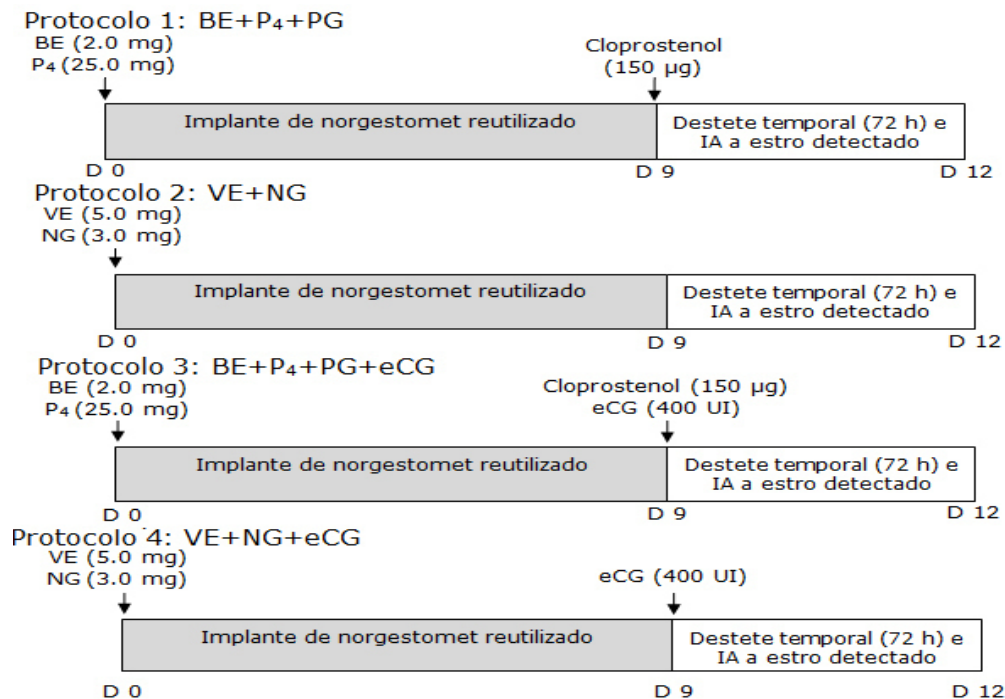 Protocolo 1: BE+P₄+PG
BE (2.0 mg)
P₄ (25.0 mg)
Cloprostenol
(150 µg)
Implante de norgestomet reutilizado
Destete temporal (72 h) e
IA a estro detectado
D 0
D 9
D 12
Protocolo 2: VE+NG
VE (5.0 mg)
NG (3.0 mg)
Implante de norgestomet reutilizado
Destete temporal (72 h) e
IA a estro detectado
D 0
D 9
D 12
Protocolo 3: BE+P₄+PG+eCG
BE (2.0 mg)
P₄ (25.0 mg)
Cloprostenol (150 µg)
eCG (400 UI)
Implante de norgestomet reutilizado
Destete temporal (72 h) e
IA a estro detectado
D 0
D 9
D 12
Protocolo 4: VE+NG+eCG
VE (5.0 mg)
NG (3.0 mg)
eCG (400 UI)
Implante de norgestomet reutilizado
Destete temporal (72 h) e
IA a estro detectado
D 0
D 9
D 12